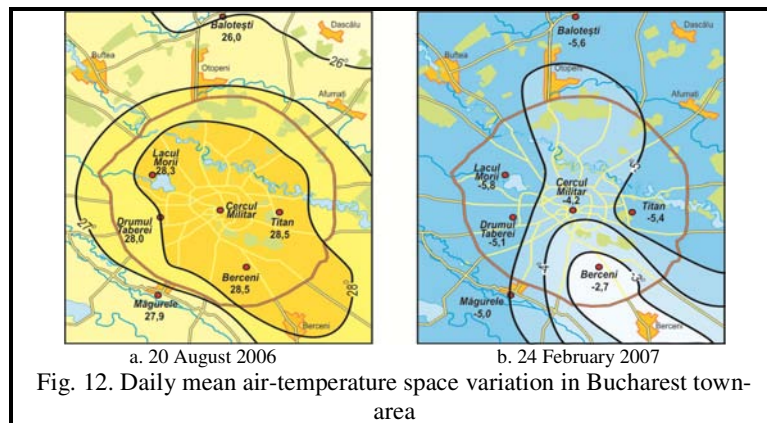 Balotești
26,0
Dascălu
Buftea
26°
Otopeni
Afumați
Lacul
Morii
28,3
Cercul
Militar
Titan
28,5
Drumul
Taberei
28,0
27°
Berceni
28,5
28°
Măgurele
27,9
Berceni
Balotești
-5,6
Dascălu
Buftea
Otopeni
Afumați
Lacul
Morii
-5,8
Cercul
Militar
-4,2
Titan
-5,4
Drumul
Taberei
-5,1
Berceni
-2,7
Măgurele
-5,0
Berceni
a. 20 August 2006
b. 24 February 2007
Fig. 12. Daily mean air-temperature space variation in Bucharest town-
area